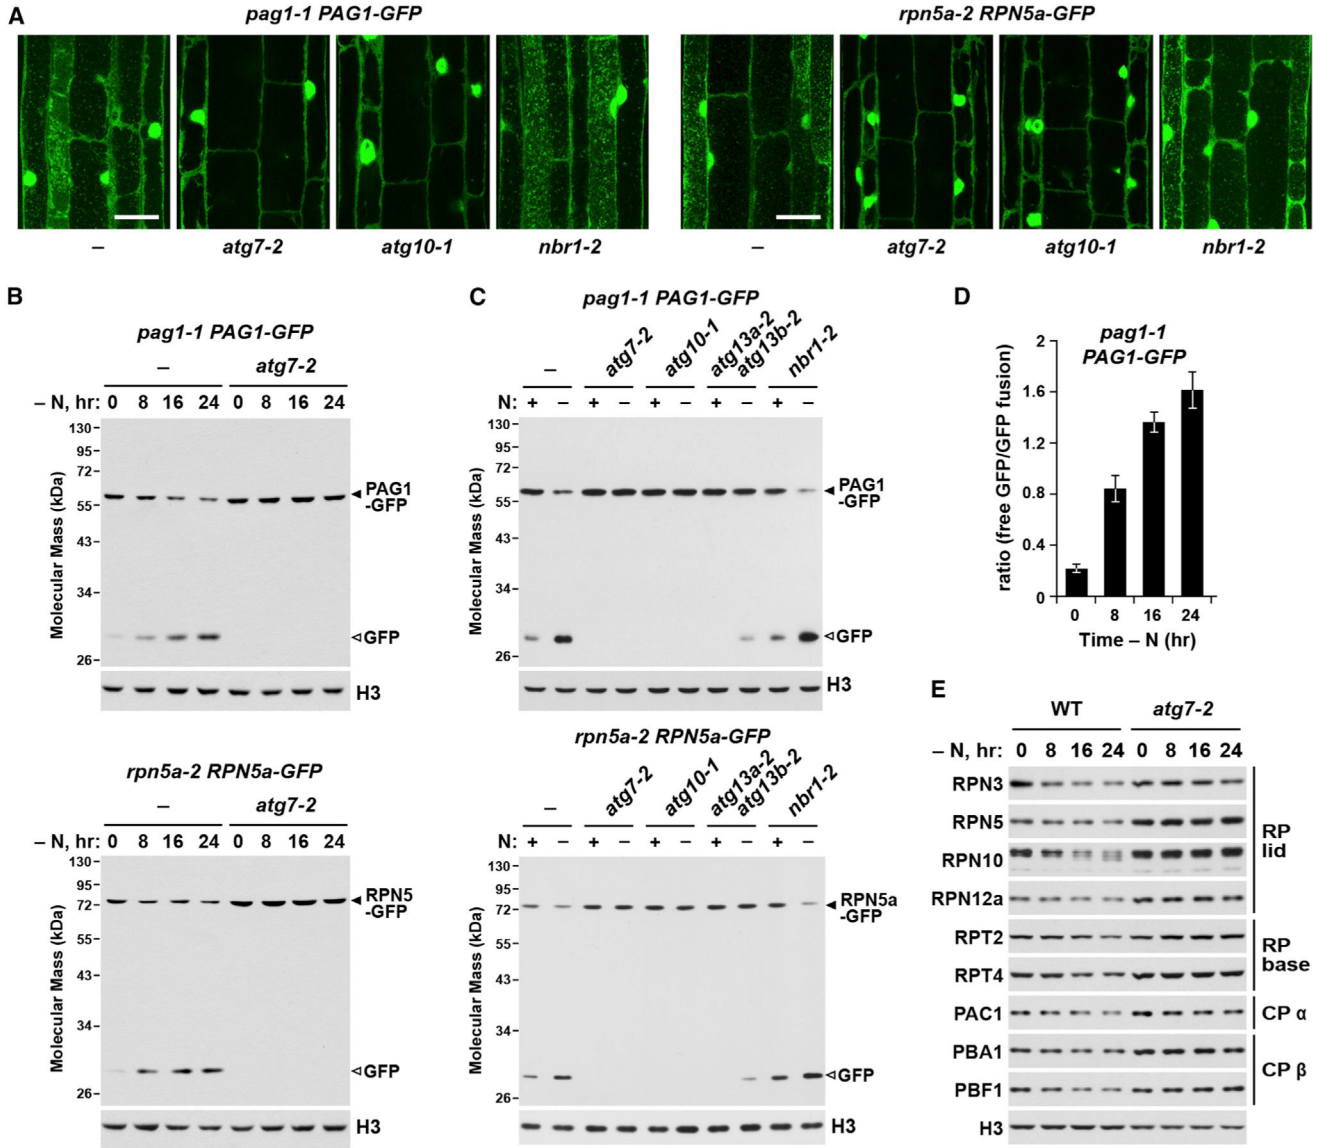 A
pag1-1 PAG1-GFP
rpn5a-2 RPN5a-GFP
– atg7-2 atg10-1 nbr1-2
– atg7-2 atg10-1 nbr1-2
B
pag1-1 PAG1-GFP
– atg7-2
– N, hr: 0 8 16 24 0 8 16 24
Molecular Mass (kDa)
130
95
72
55
43
34
26
PAG1
-GFP
GFP
H3
rpn5a-2 RPN5a-GFP
– atg7-2
– N, hr: 0 8 16 24 0 8 16 24
Molecular Mass (kDa)
130
95
72
55
43
34
26
RPN5
-GFP
GFP
H3
C
pag1-1 PAG1-GFP
– atg7-2 atg10-1 atg13a-2 atg13b-2 nbr1-2
N: + – + – + – + – + –
Molecular Mass (kDa)
130
95
72
55
43
34
26
PAG1
-GFP
GFP
H3
rpn5a-2 RPN5a-GFP
– atg7-2 atg10-1 atg13a-2 atg13b-2 nbr1-2
N: + – + – + – + – + –
Molecular Mass (kDa)
130
95
72
55
43
34
26
RPN5a
-GFP
GFP
H3
D
pag1-1
PAG1-GFP
ratio (free GFP/GFP fusion)
2
1.6
1.2
0.8
0.4
0
0 8 16 24
Time – N (hr)
E
WT atg7-2
– N, hr: 0 8 16 24 0 8 16 24
RPN3
RPN5
RPN10
RPN12a
RP
lid
RPT2
RPT4
RP
base
PAC1
CP α
PBA1
PBF1
CP β
H3